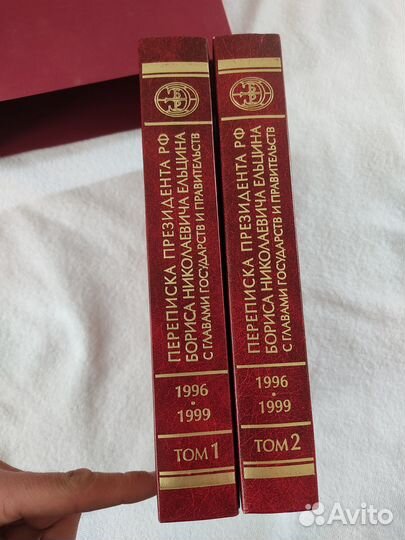 ПЕРЕПИСКА ПРЕЗИДЕНТА РФ
БОРИСА НИКОЛАЕВИЧА ЕЛЬЦИНА
С ГЛАВАМИ ГОСУДАРСТВ И ПРАВИТЕЛЬСТВ
1996
•
1999
ТОМ 1
ПЕРЕПИСКА ПРЕЗИДЕНТА РФ
БОРИСА НИКОЛАЕВИЧА ЕЛЬЦИНА
С ГЛАВАМИ ГОСУДАРСТВ И ПРАВИТЕЛЬСТВ
1996
•
1999
ТОМ 2
Avito